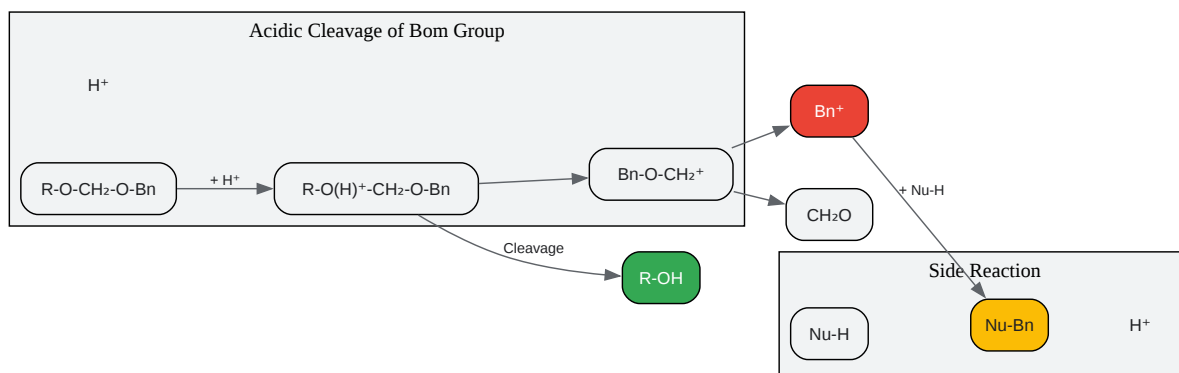 Acidic Cleavage of Bom Group
H⁺
R-O-CH₂-O-Bn
+ H⁺
R-O(H)⁺-CH₂-O-Bn
Bn-O-CH₂⁺
Cleavage
R-OH
Bn⁺
CH₂O
+ Nu-H
Side Reaction
Nu-H
Nu-Bn
H⁺